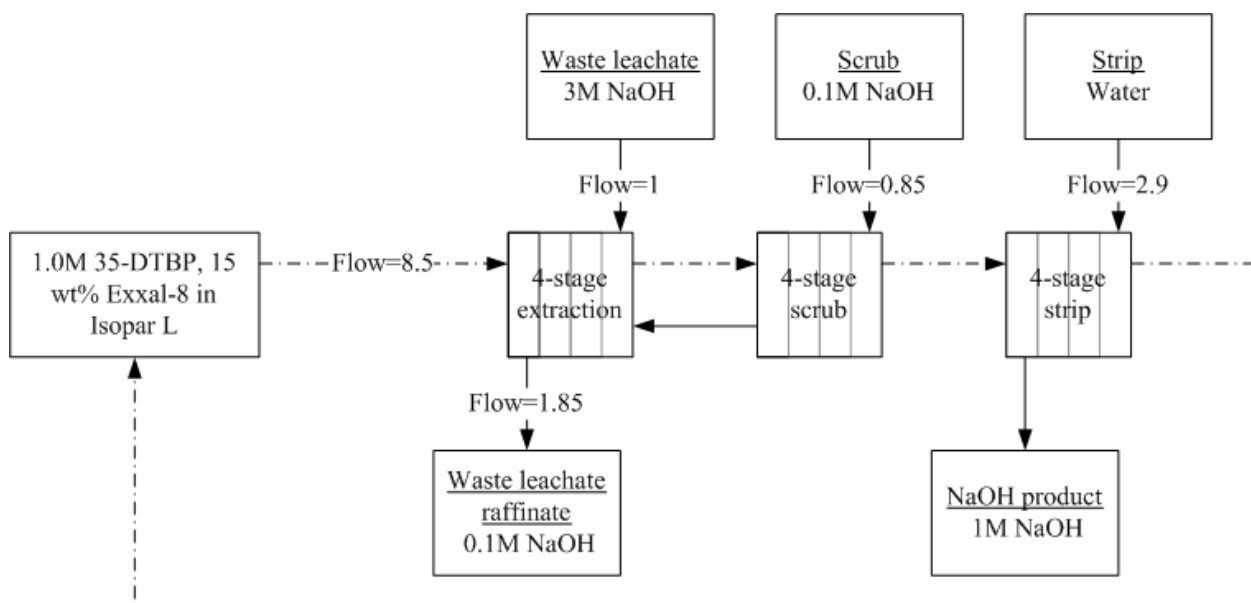 Waste leachate
3M NaOH
Scrub
0.1M NaOH
Strip
Water
Flow=1
Flow=0.85
Flow=2.9
1.0M 35-DTBP, 15
wt% Exxal-8 in
Isopar L
Flow=8.5
4-stage
extraction
4-stage
scrub
4-stage
strip
Flow=1.85
Waste leachate
raffinate
0.1M NaOH
NaOH product
1M NaOH